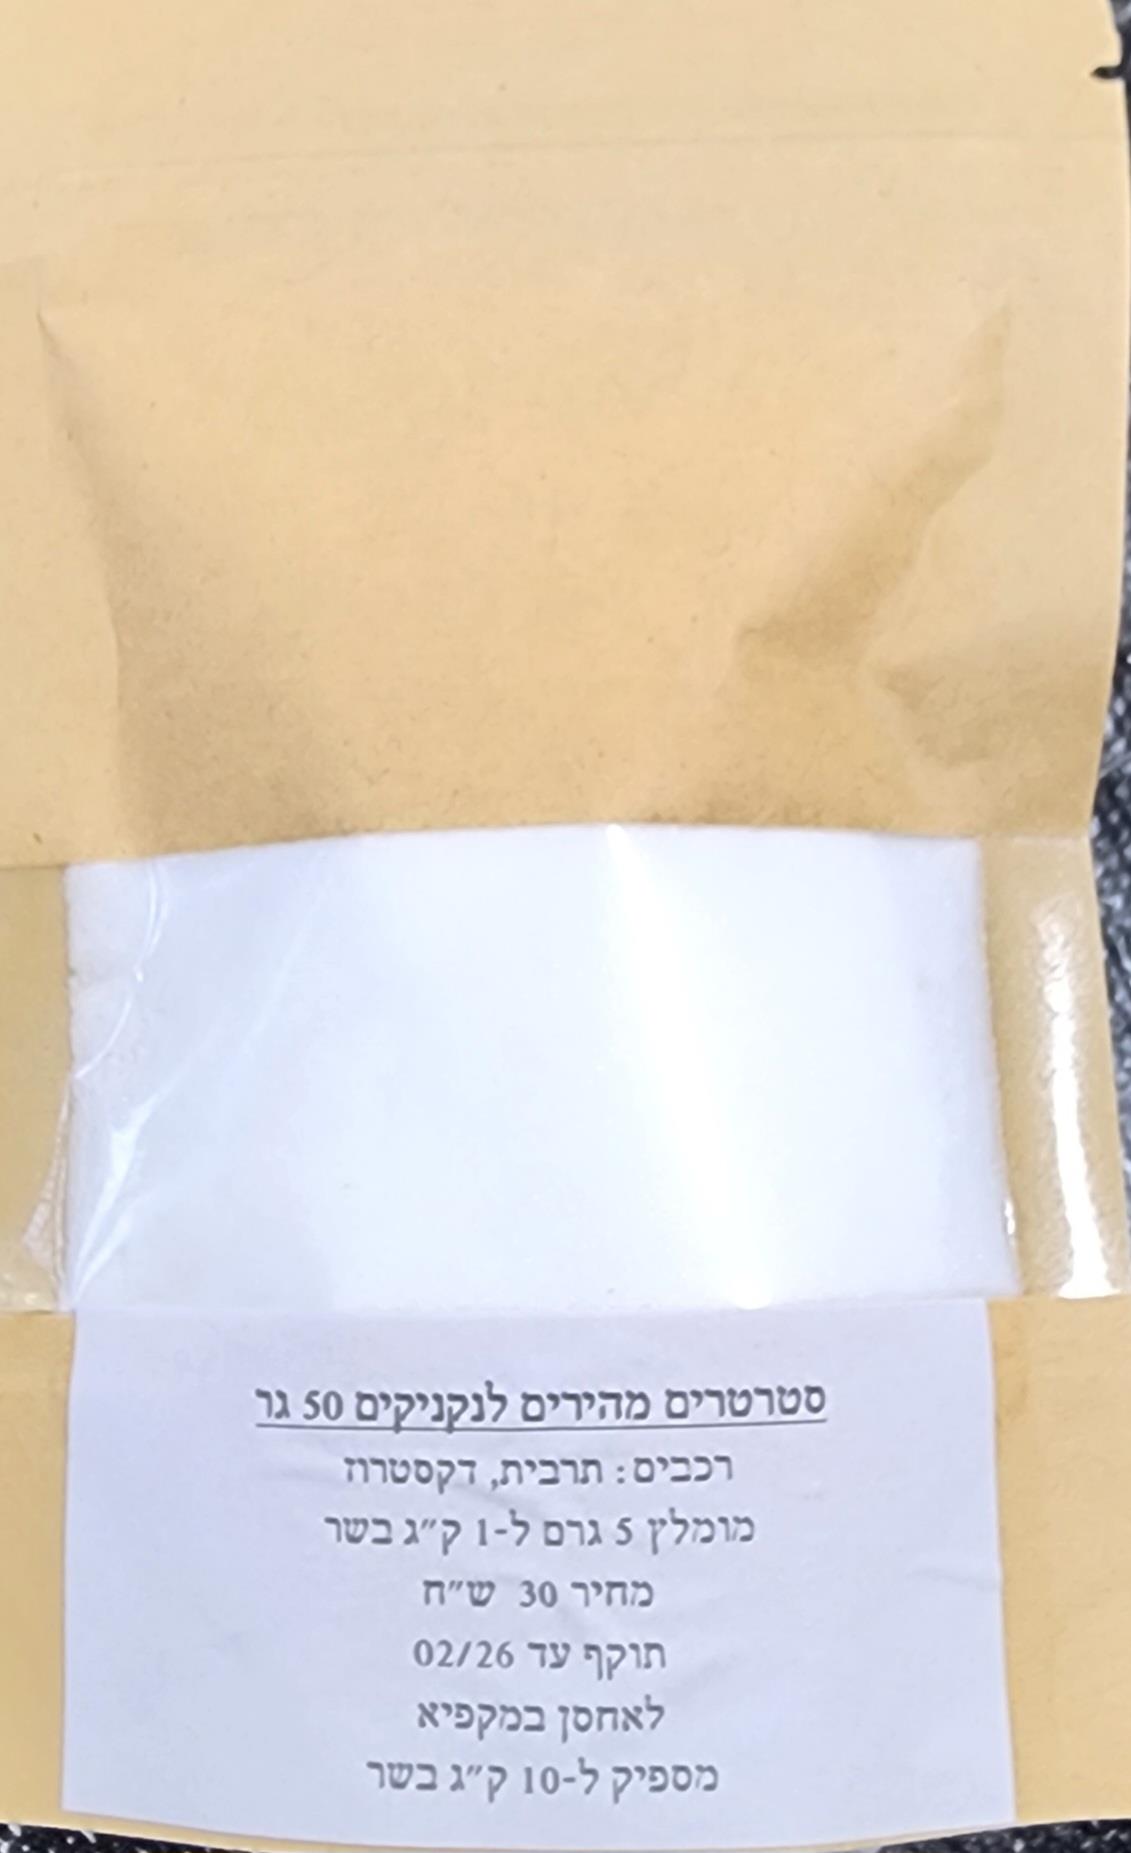 סטרטרים מהירים לנקניקים 50 גר
רכבים: תרבית, דקסטרוז
מומלץ 5 גרם ל-1 ק״ג בשר
מחיר 30 ש״ח
תוקף עד 02/26
לאחסן במקפיא
מספיק ל-10 ק״ג בשר